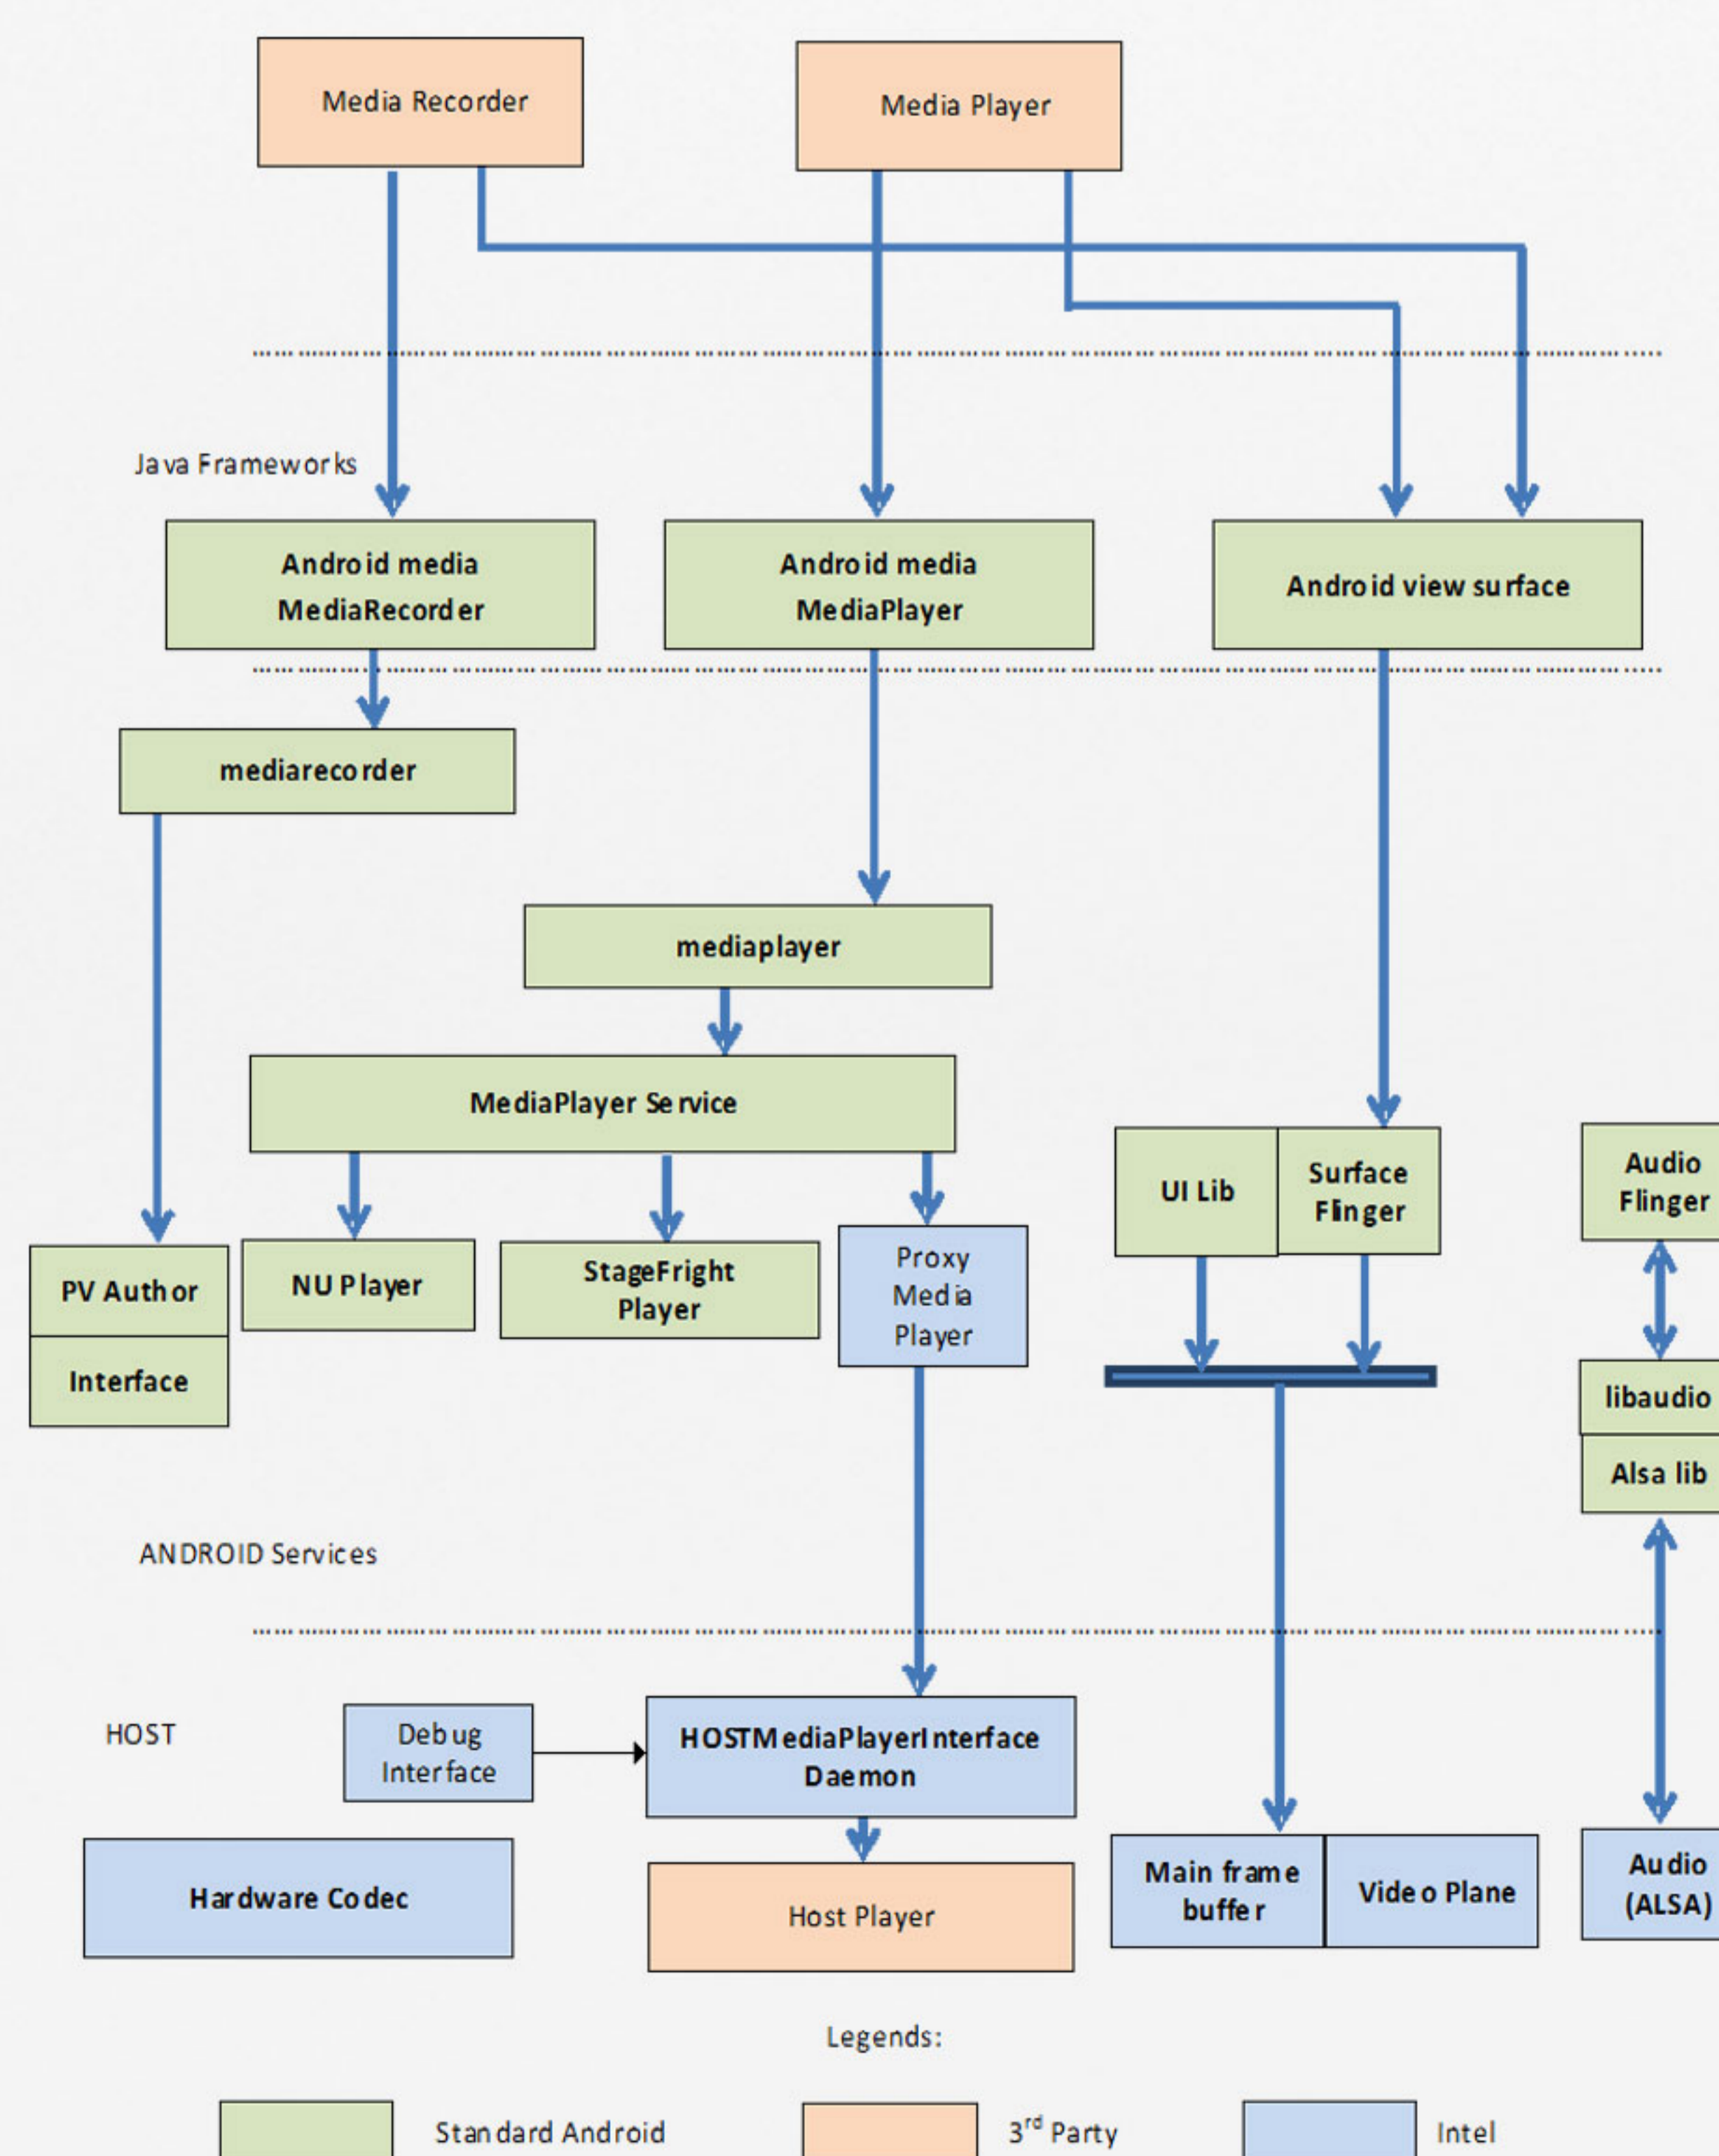 Media Recorder
Media Player
Java Frameworks
Android media
MediaRecorder
Android media
MediaPlayer
Android view surface
mediarecorder
mediaplayer
MediaPlayer Service
UI Lib
Surface
Flinger
Audio
Flinger
PV Author
Interface
NU Player
StageFright
Player
Proxy
Media
Player
libaudio
Alsa lib
ANDROID Services
HOST
Debug
Interface
HOSTMediaPlayerInterface
Daemon
Hardware Codec
Host Player
Main frame
buffer
Video Plane
Audio
(ALSA)
Legends:
Standard Android
3rd Party
Intel